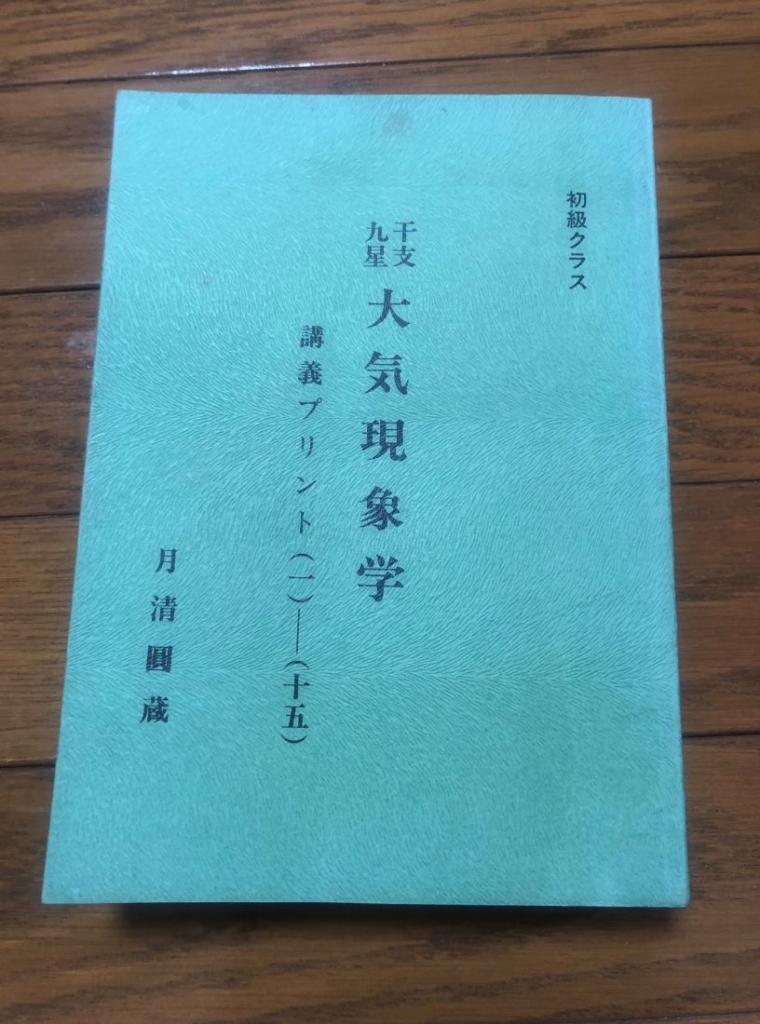 初級クラス
干支
九星
大気現象学
講義プリント(一)―(十五)
月清圓蔵